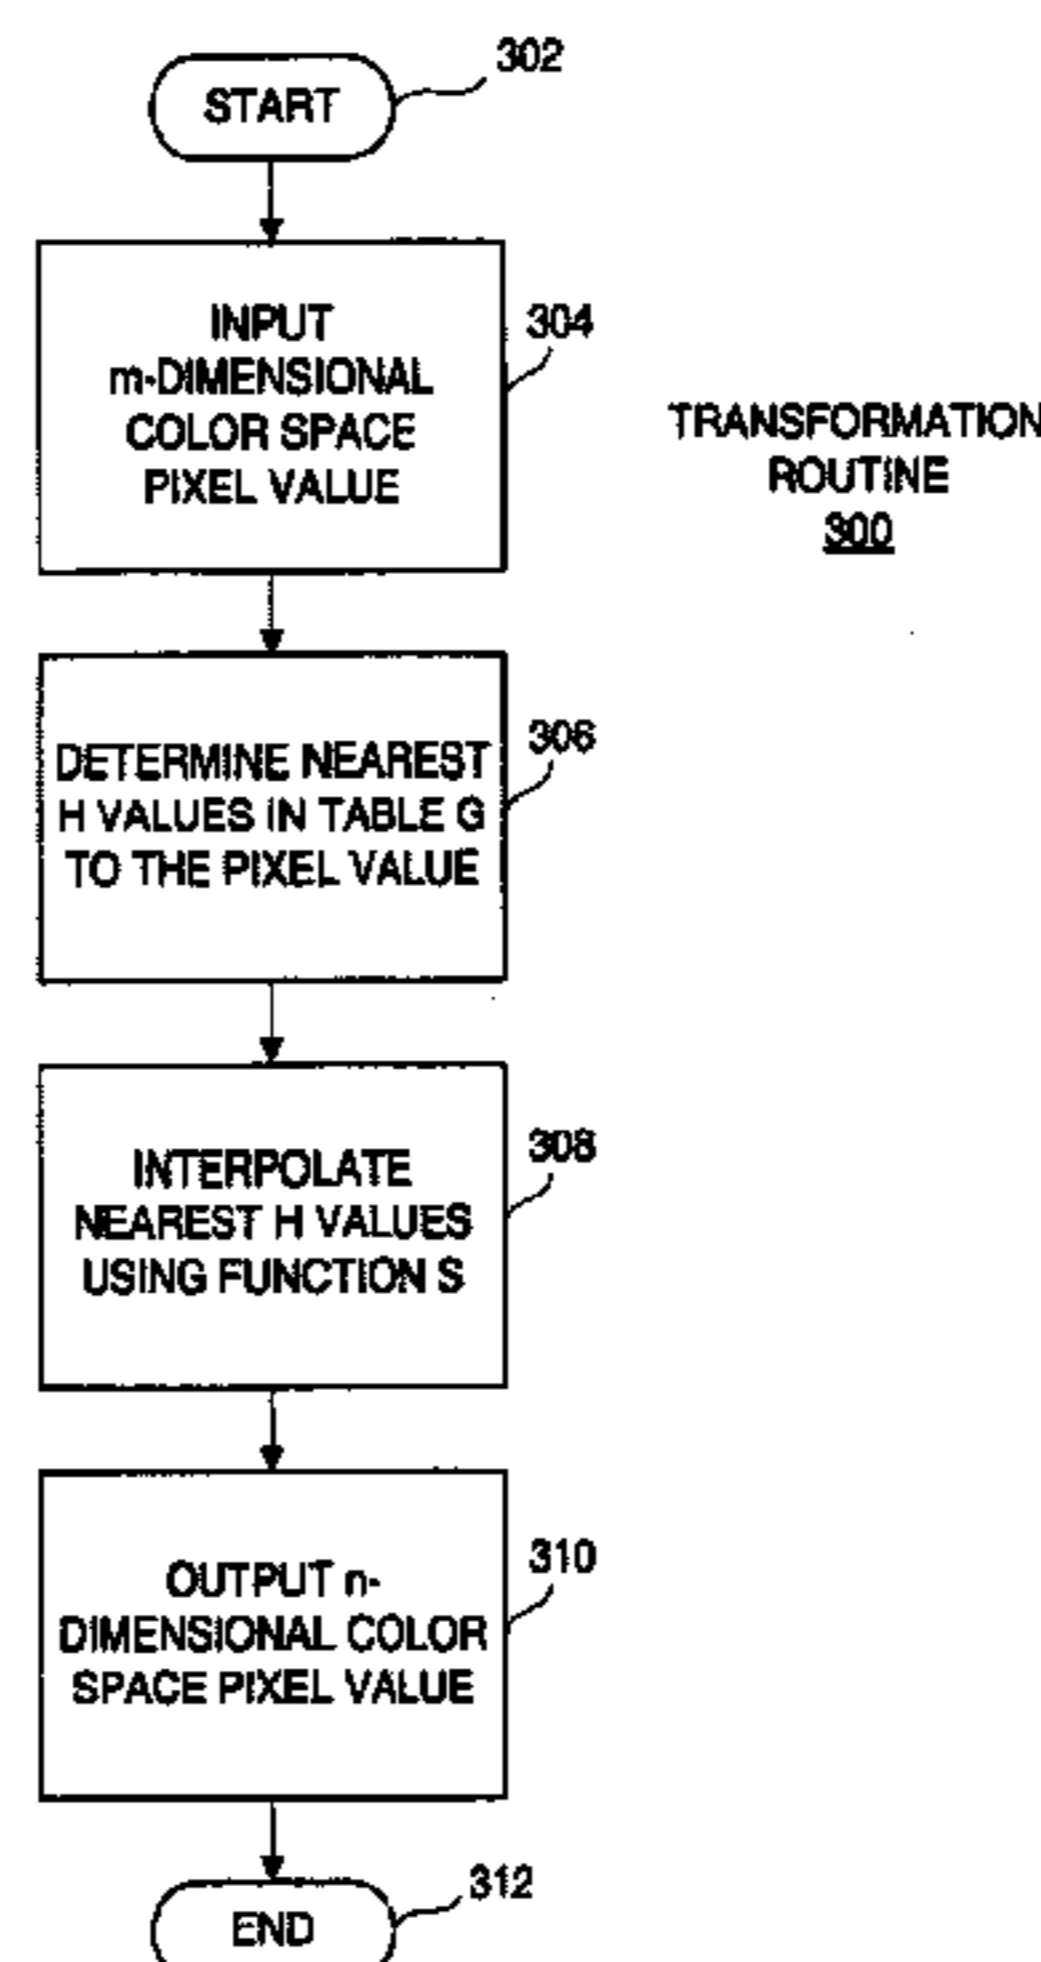 302
START
INPUT
m-DIMENSIONAL
COLOR SPACE
PIXEL VALUE
304
TRANSFORMATION
ROUTINE
300
DETERMINE NEAREST
H VALUES IN TABLE G
TO THE PIXEL VALUE
306
INTERPOLATE
NEAREST H VALUES
USING FUNCTION S
308
OUTPUT n-
DIMENSIONAL COLOR
SPACE PIXEL VALUE
310
END
312